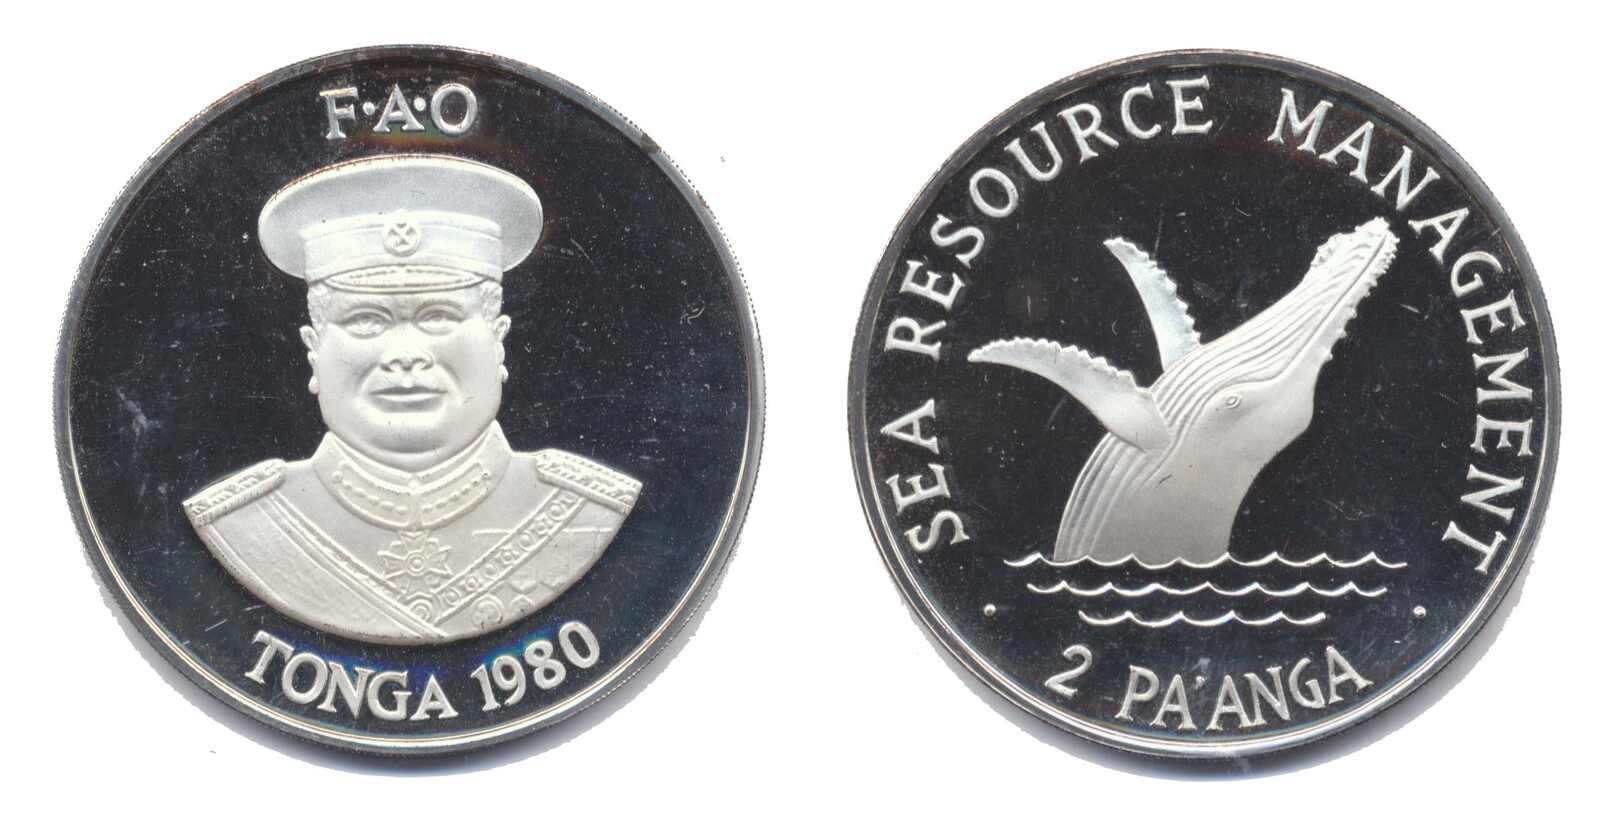 F·A·O
TONGA 1980
SEA RESOURCE MANAGEMENT
2 PA'ANGA